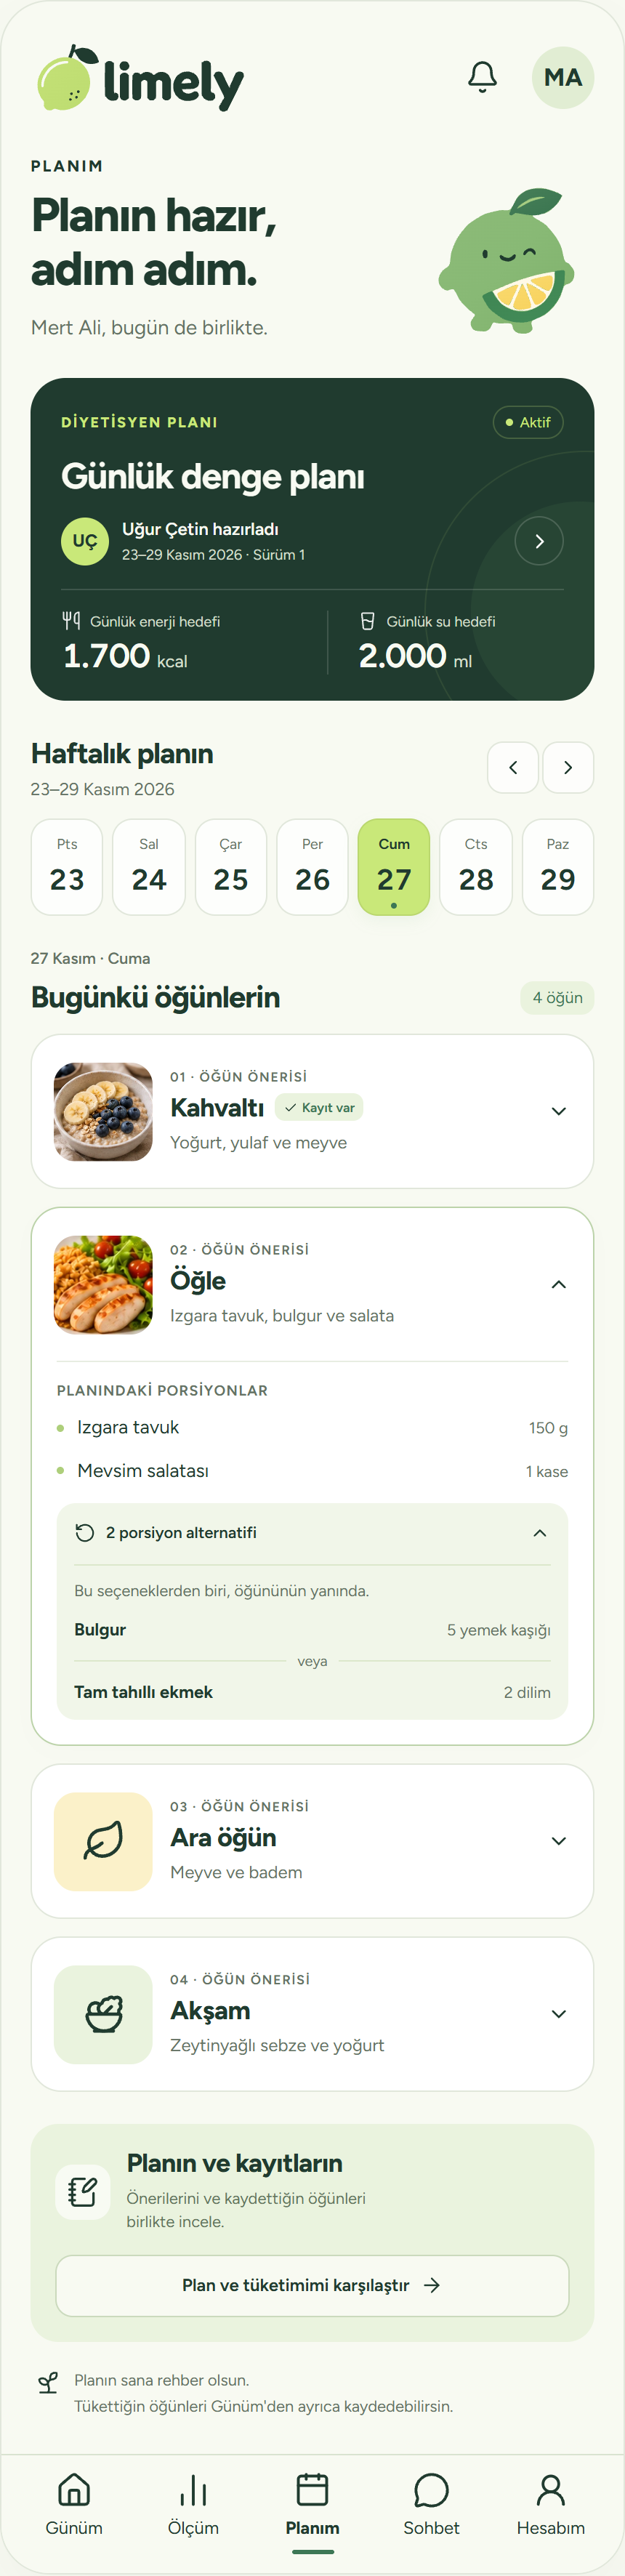 limely
MA
PLANIM
Planın hazır,
adım adım.
Mert Ali, bugün de birlikte.
DİYETİSYEN PLANI
Aktif
Günlük denge planı
UÇ
Uğur Çetin hazırladı
23–29 Kasım 2026 · Sürüm 1
Günlük enerji hedefi
1.700 kcal
Günlük su hedefi
2.000 ml
Haftalık planın
23–29 Kasım 2026
Pts Sal Çar Per Cum Cts Paz
23 24 25 26 27 28 29
27 Kasım · Cuma
Bugünkü öğünlerin
4 öğün
01 · ÖĞÜN ÖNERİSİ
Kahvaltı
Kayıt var
Yoğurt, yulaf ve meyve
02 · ÖĞÜN ÖNERİSİ
Öğle
Izgara tavuk, bulgur ve salata
PLANINDAKİ PORSİYONLAR
Izgara tavuk 150 g
Mevsim salatası 1 kase
2 porsiyon alternatifi
Bu seçeneklerden biri, öğününün yanında.
Bulgur 5 yemek kaşığı
veya
Tam tahıllı ekmek 2 dilim
03 · ÖĞÜN ÖNERİSİ
Ara öğün
Meyve ve badem
04 · ÖĞÜN ÖNERİSİ
Akşam
Zeytinyağlı sebze ve yoğurt
Planın ve kayıtların
Önerilerini ve kaydettiğin öğünleri
birlikte incele.
Plan ve tüketimimi karşılaştır
Planın sana rehber olsun.
Tükettiğin öğünleri Günüm'den ayrıca kaydedebilirsin.
Günüm Ölçüm Planım Sohbet Hesabım